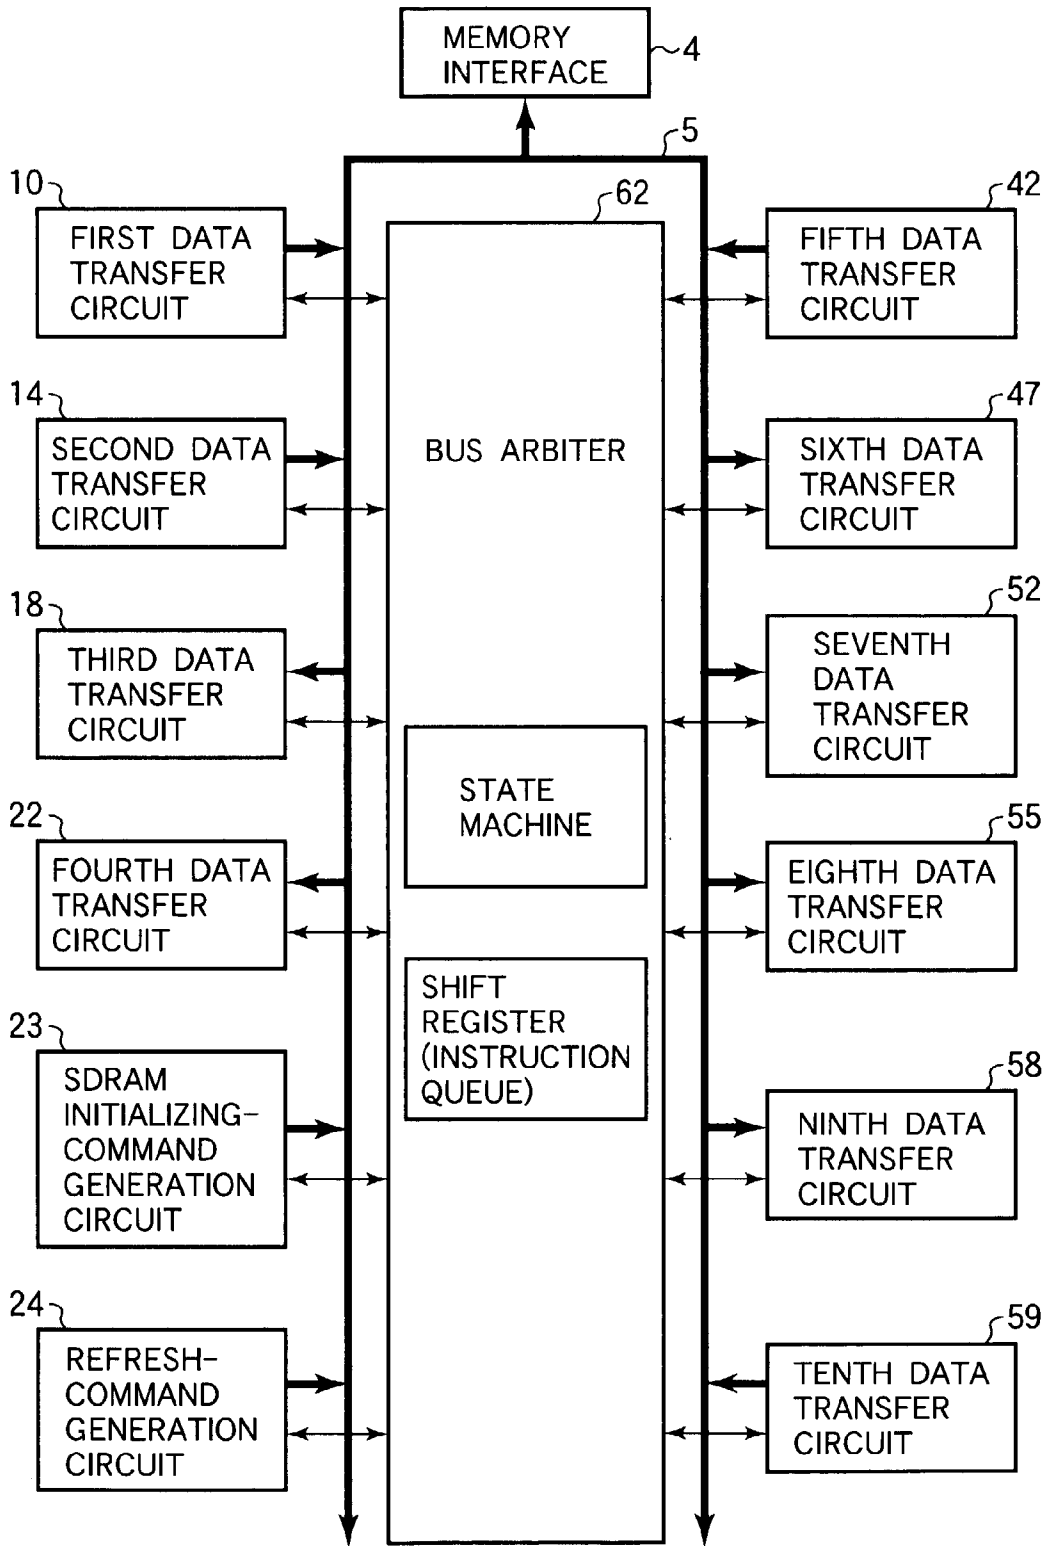 MEMORY
INTERFACE
4
5
62
10
FIRST DATA
TRANSFER
CIRCUIT
42
FIFTH DATA
TRANSFER
CIRCUIT
14
SECOND DATA
TRANSFER
CIRCUIT
BUS ARBITER
47
SIXTH DATA
TRANSFER
CIRCUIT
18
THIRD DATA
TRANSFER
CIRCUIT
52
SEVENTH
DATA
TRANSFER
CIRCUIT
STATE
MACHINE
22
FOURTH DATA
TRANSFER
CIRCUIT
55
EIGHTH DATA
TRANSFER
CIRCUIT
SHIFT
REGISTER
(INSTRUCTION
QUEUE)
23
SDRAM
INITIALIZING-
COMMAND
GENERATION
CIRCUIT
58
NINTH DATA
TRANSFER
CIRCUIT
24
REFRESH-
COMMAND
GENERATION
CIRCUIT
59
TENTH DATA
TRANSFER
CIRCUIT